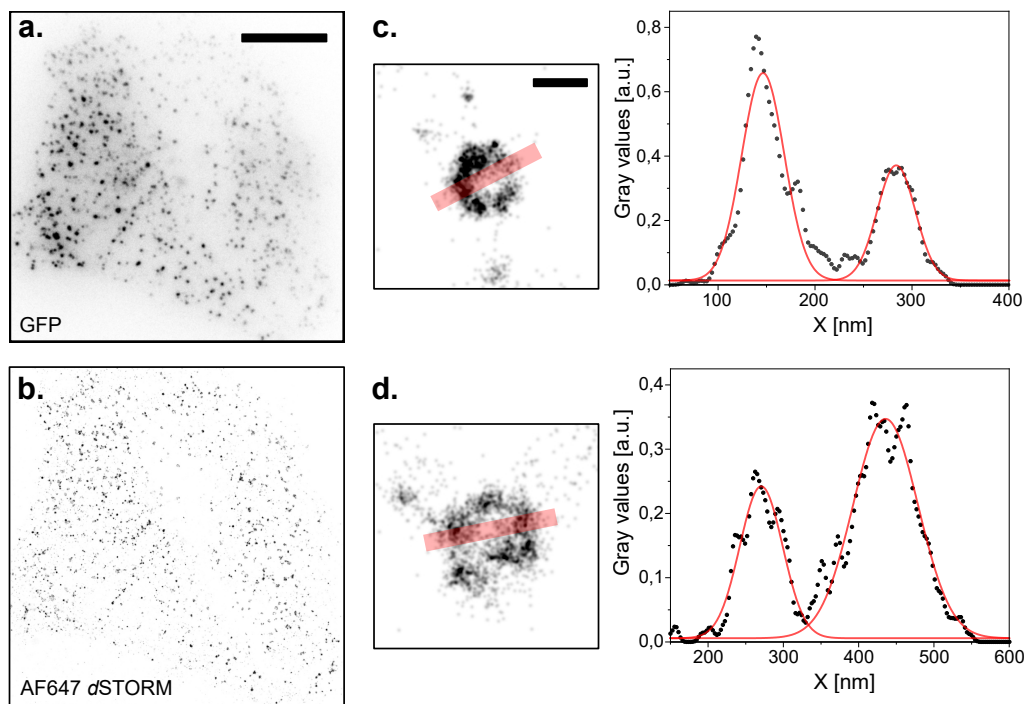 a.
GFP
b.
AF647 dSTORM
c.
Gray values [a.u.]
0,8
0,6
0,4
0,2
0,0
100 200 300 400
X [nm]
d.
Gray values [a.u.]
0,4
0,3
0,2
0,1
0,0
200 300 400 500 600
X [nm]